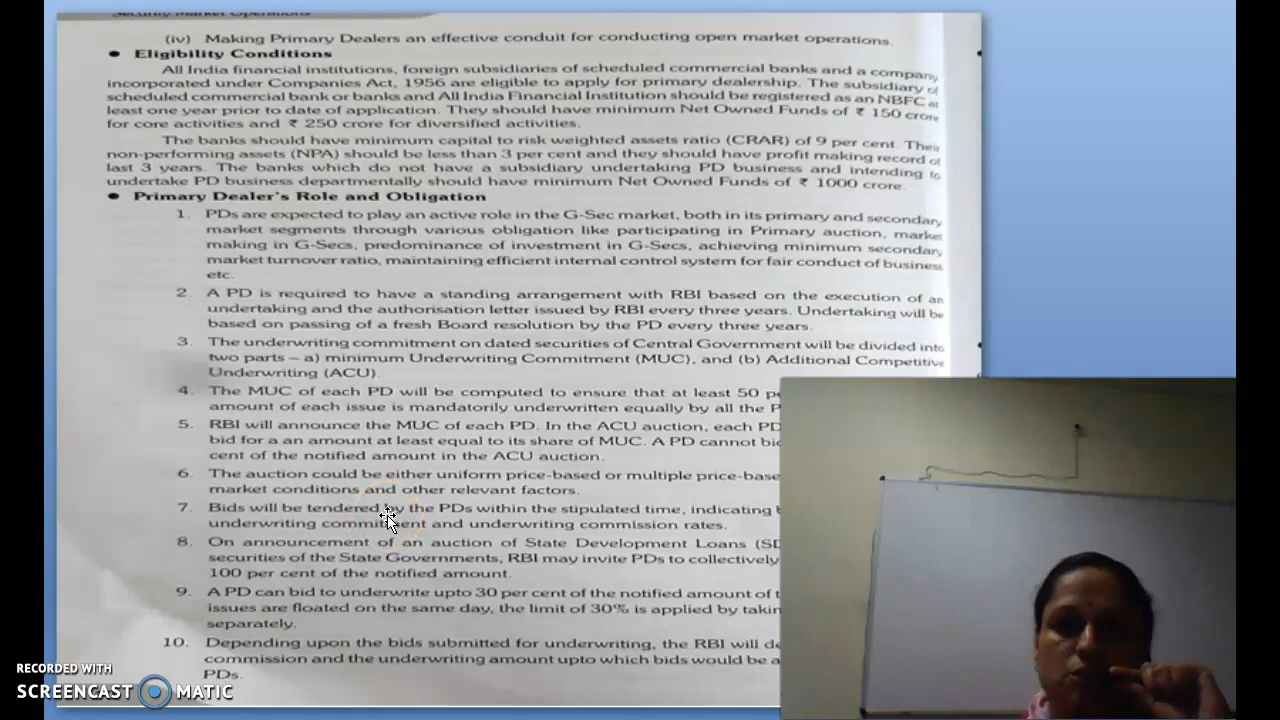 Security Market Operations
(iv) Making Primary Dealers an effective conduit for conducting open market operations.
• Eligibility Conditions
All India financial institutions, foreign subsidiaries of scheduled commercial banks and a company
incorporated under Companies Act, 1956 are eligible to apply for primary dealership. The subsidiary of
scheduled commercial bank or banks and All India Financial Institution should be registered as an NBFC at
least one year prior to date of application. They should have minimum Net Owned Funds of ₹ 150 crore
for core activities and ₹ 250 crore for diversified activities.
The banks should have minimum capital to risk weighted assets ratio (CRAR) of 9 per cent. Their
non-performing assets (NPA) should be less than 3 per cent and they should have profit making record of
last 3 years. The banks which do not have a subsidiary undertaking PD business and intending to
undertake PD business departmentally should have minimum Net Owned Funds of ₹ 1000 crore.
• Primary Dealer's Role and Obligation
1. PDs are expected to play an active role in the G-Sec market, both in its primary and secondary
market segments through various obligation like participating in Primary auction, market
making in G-Secs, predominance of investment in G-Secs, achieving minimum secondary
market turnover ratio, maintaining efficient internal control system for fair conduct of business
etc.
2. A PD is required to have a standing arrangement with RBI based on the execution of an
undertaking and the authorisation letter issued by RBI every three years. Undertaking will be
based on passing of a fresh Board resolution by the PD every three years.
3. The underwriting commitment on dated securities of Central Government will be divided into
two parts – a) minimum Underwriting Commitment (MUC), and (b) Additional Competitive
Underwriting (ACU).
4. The MUC of each PD will be computed to ensure that at least 50 pe
amount of each issue is mandatorily underwritten equally by all the P
5. RBI will announce the MUC of each PD. In the ACU auction, each PD
bid for a an amount at least equal to its share of MUC. A PD cannot bid
cent of the notified amount in the ACU auction.
6. The auction could be either uniform price-based or multiple price-base
market conditions and other relevant factors.
7. Bids will be tendered by the PDs within the stipulated time, indicating b
underwriting commitment and underwriting commission rates.
8. On announcement of an auction of State Development Loans (SD
securities of the State Governments, RBI may invite PDs to collectively
100 per cent of the notified amount.
9. A PD can bid to underwrite upto 30 per cent of the notified amount of t
issues are floated on the same day, the limit of 30% is applied by takin
separately.
10. Depending upon the bids submitted for underwriting, the RBI will de
commission and the underwriting amount upto which bids would be a
PDs.
RECORDED WITH
SCREENCAST MATIC